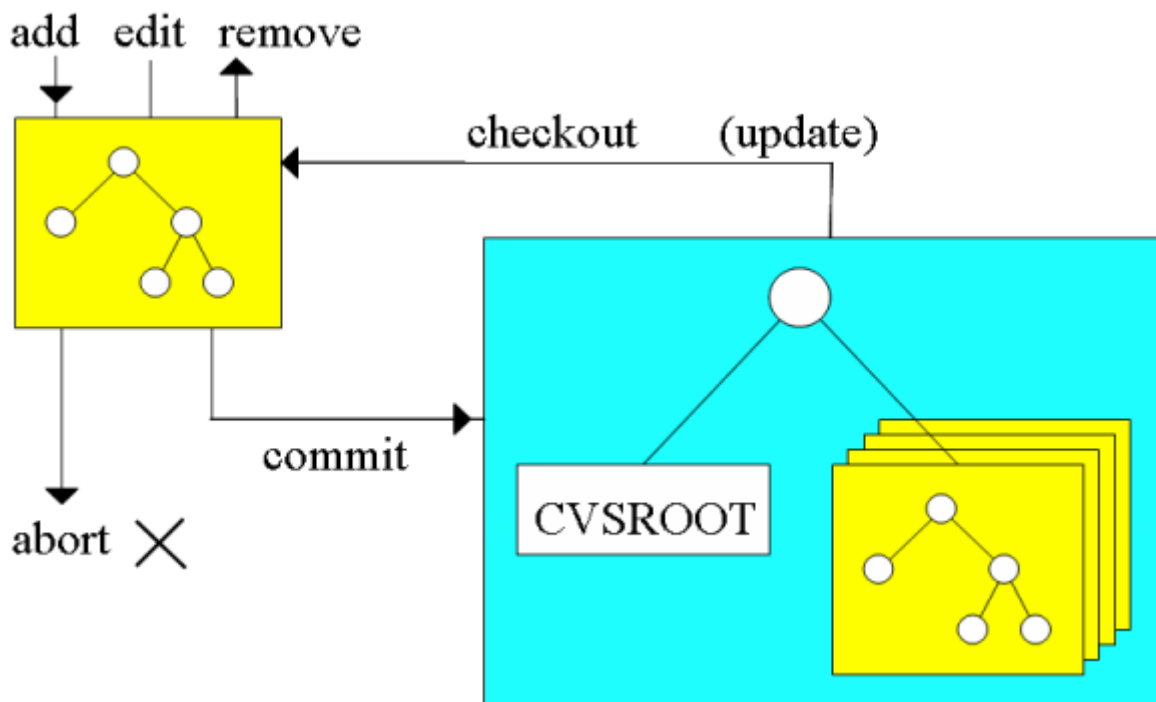 add edit remove
checkout (update)
commit
CVSROOT
abort